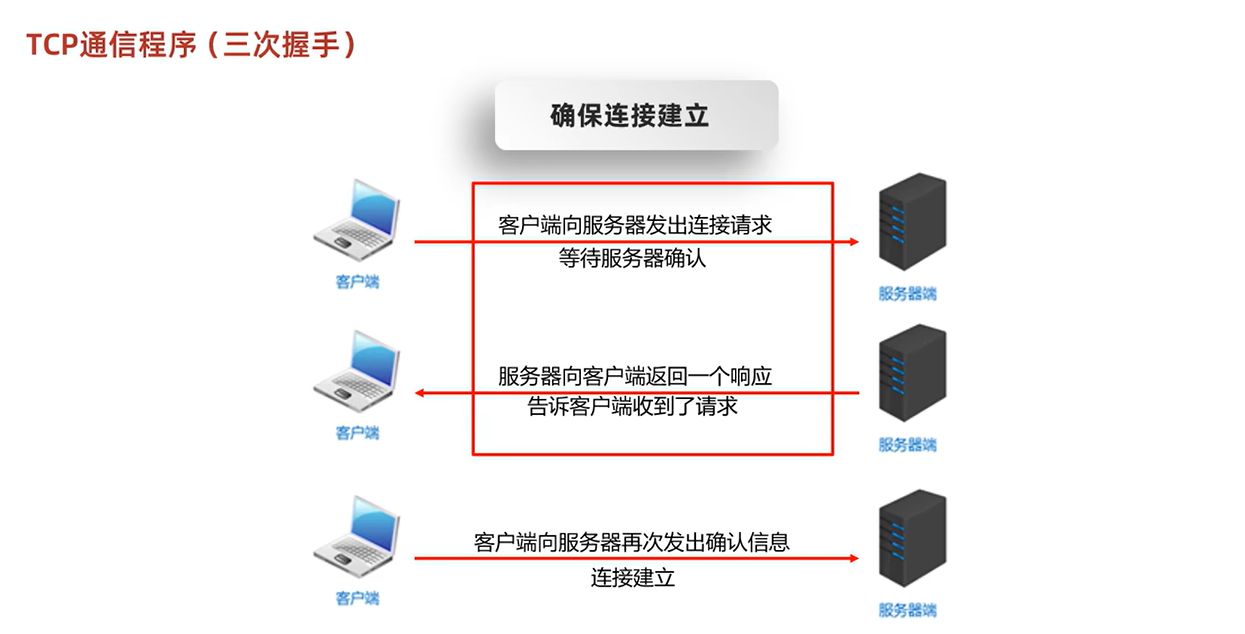 TCP通信程序（三次握手）
确保连接建立
客户端向服务器发出连接请求
等待服务器确认
客户端
服务器端
服务器向客户端返回一个响应
告诉客户端收到了请求
客户端
服务器端
客户端向服务器再次发出确认信息
连接建立
客户端
服务器端